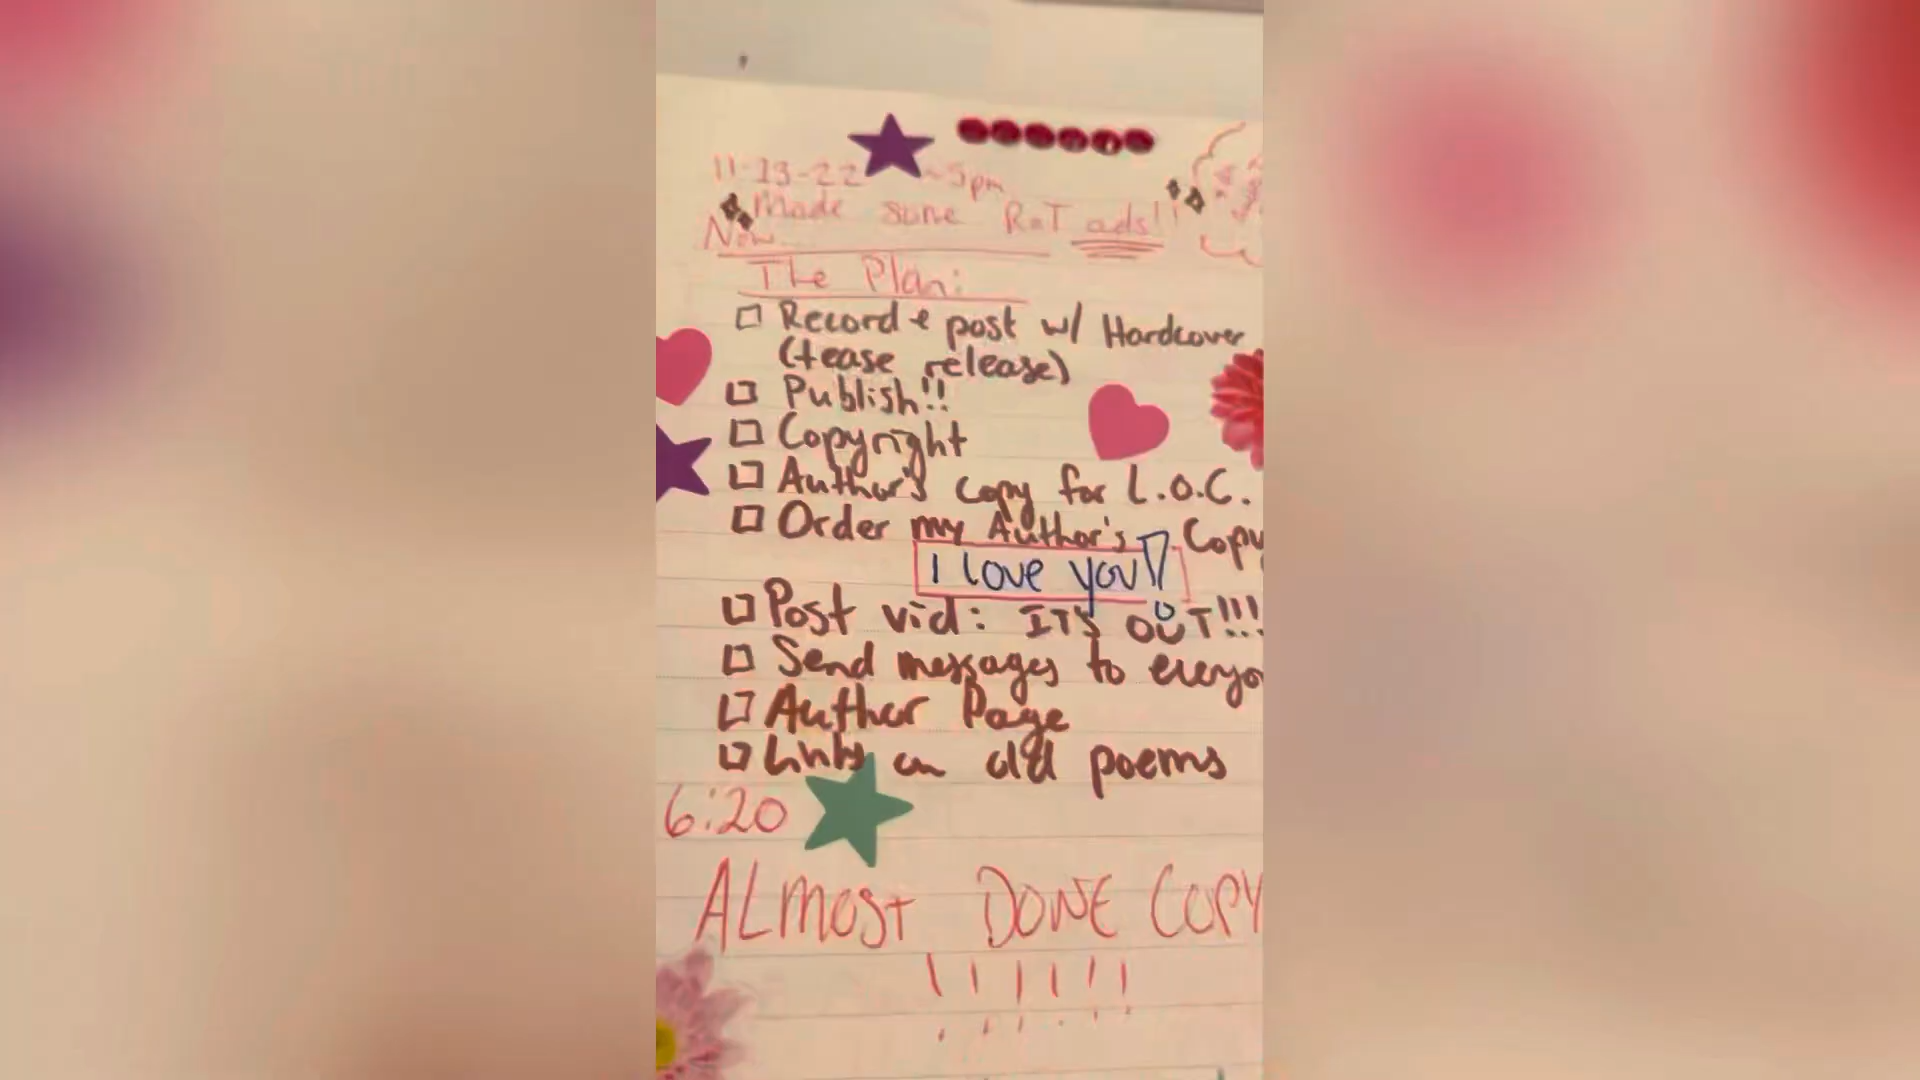 11-13-22 ~5pm
Made some RoT ads!!
Now...
The Plan:
Record & post w/ Hardcover
(tease release)
Publish!!
Copyright
Author's Copy for L.O.C.
Order my Author's Copy
I love you!
Post vid: ITS OUT!!!
Send messages to everyo
Author Page
Links on old poems
6:20
ALMOST DONE COPY
!!!!!!